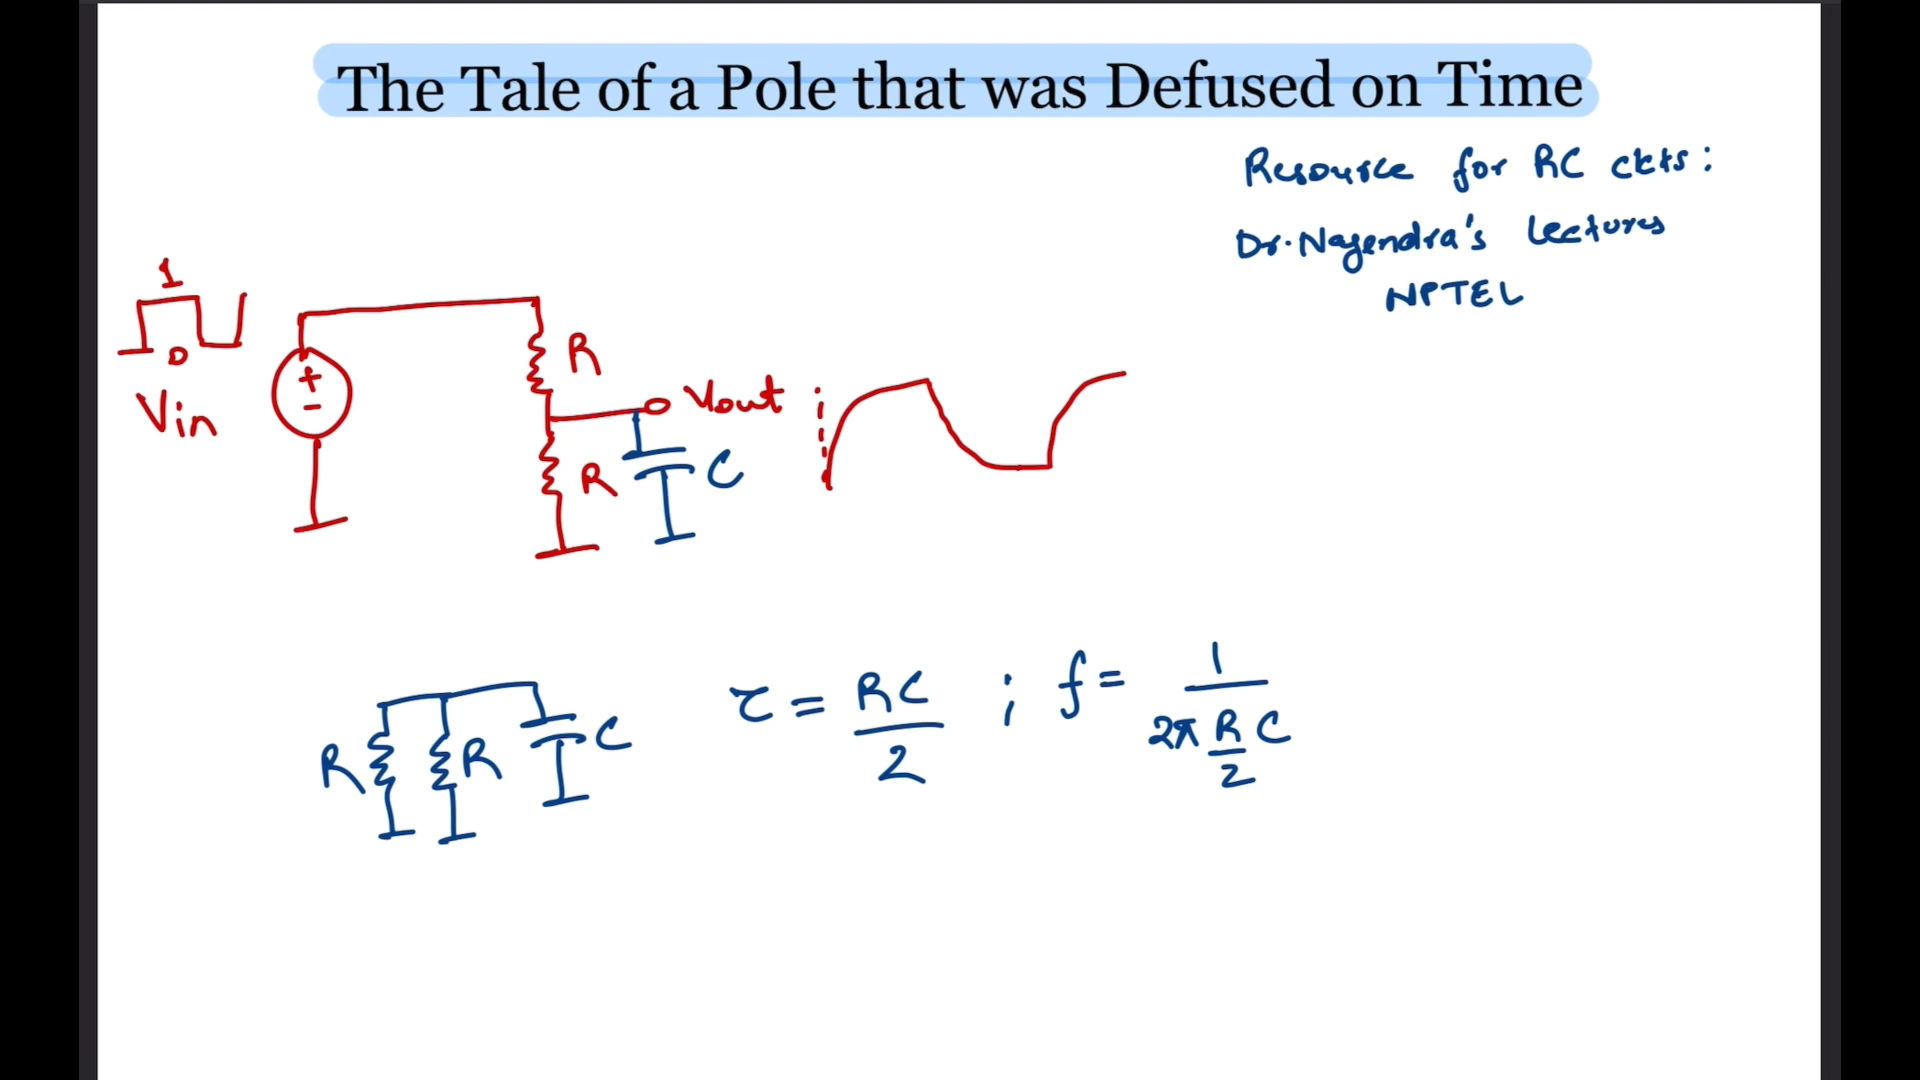 The Tale of a Pole that was Defused on Time
Resource for RC ckts:
Dr. Nagendra's Lectures
NPTEL
1
0
Vin
+
-
R
Vout
R
C
R
R
C
τ = RC/2 ; f = 1/(2π R/2 C)